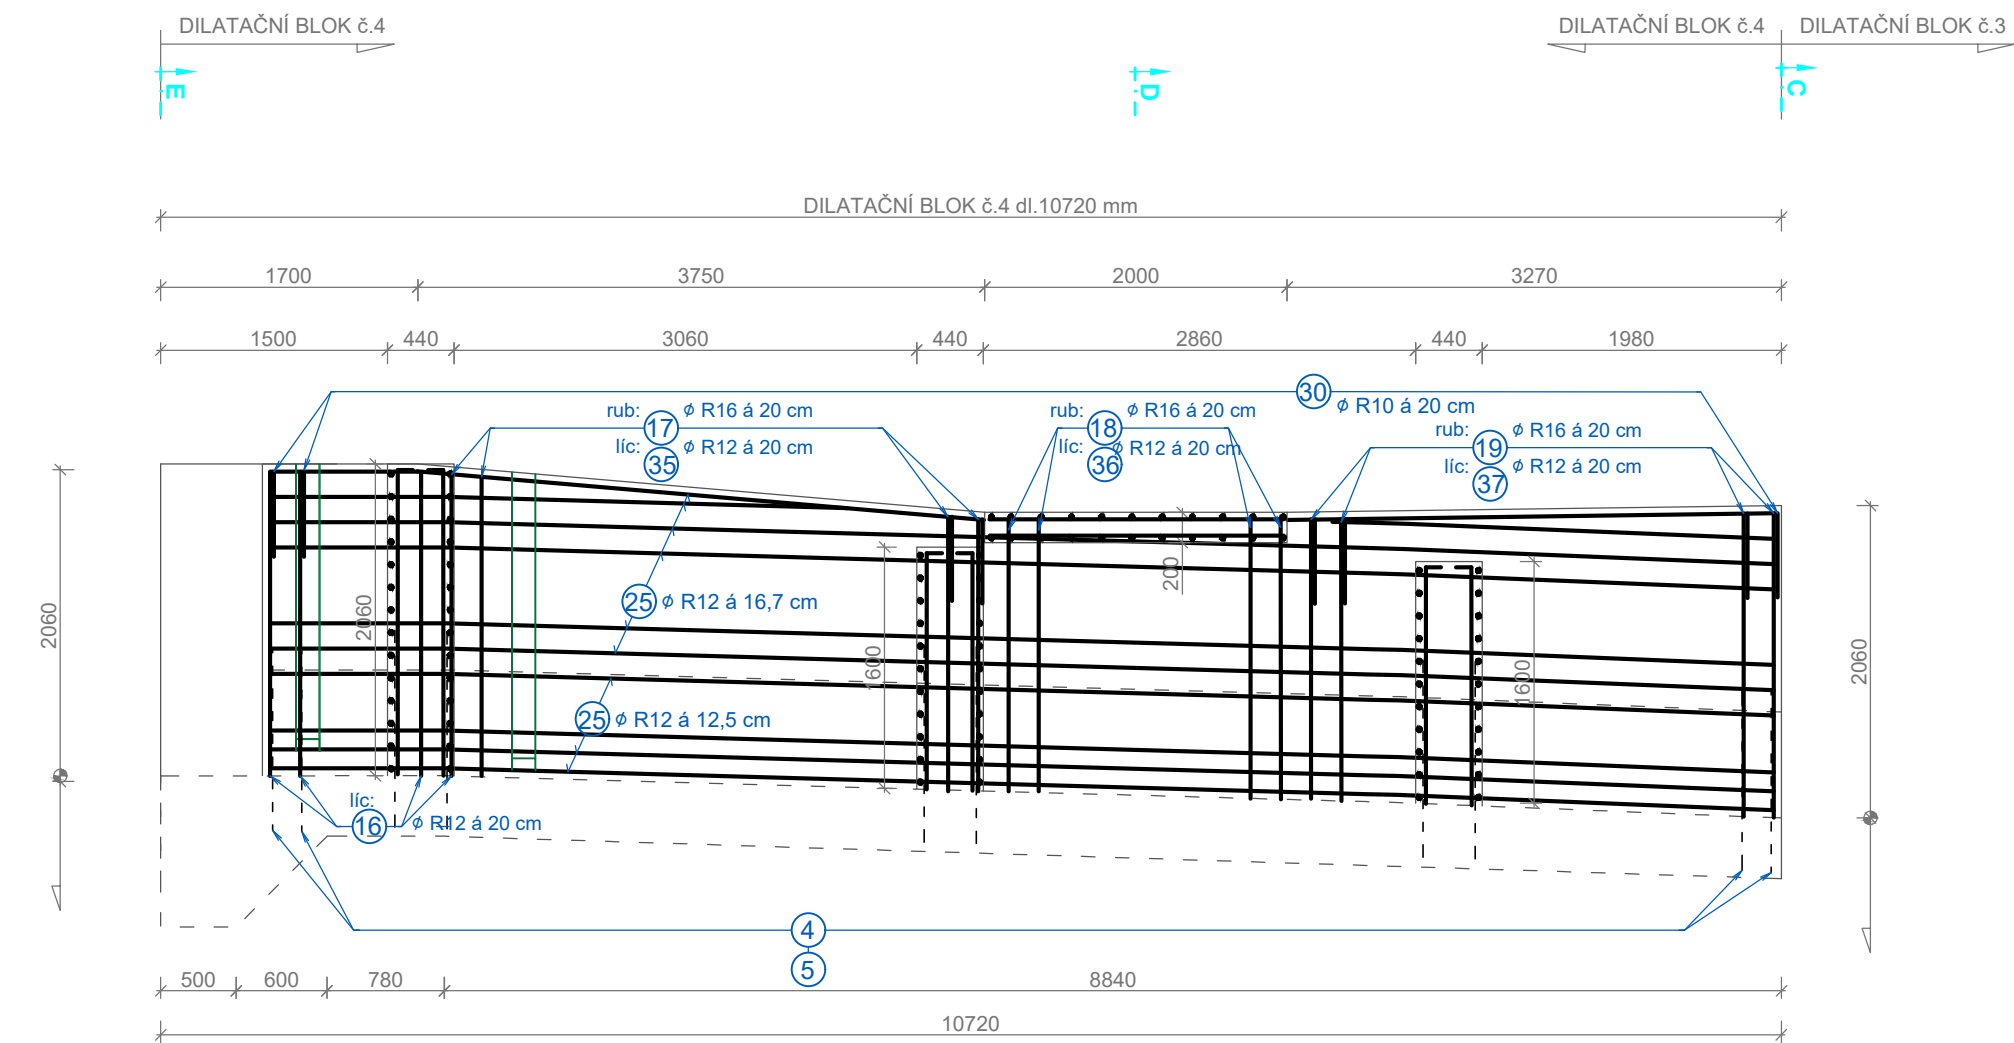 DILATAČNÍ BLOK č.4
DILATAČNÍ BLOK č.4
DILATAČNÍ BLOK č.3
E
D
C
DILATAČNÍ BLOK č.4 dl.10720 mm
1700
3750
2000
3270
1500
440
3060
440
2860
440
1980
30
ϕ R10 á 20 cm
rub:
17
ϕ R16 á 20 cm
líc:
35
ϕ R12 á 20 cm
rub:
18
ϕ R16 á 20 cm
líc:
36
ϕ R12 á 20 cm
rub:
19
ϕ R16 á 20 cm
líc:
37
ϕ R12 á 20 cm
2060
2060
25 ϕ R12 á 16,7 cm
200
1600
1600
2060
25 ϕ R12 á 12,5 cm
líc:
16
ϕ R12 á 20 cm
4
5
500
600
780
8840
10720